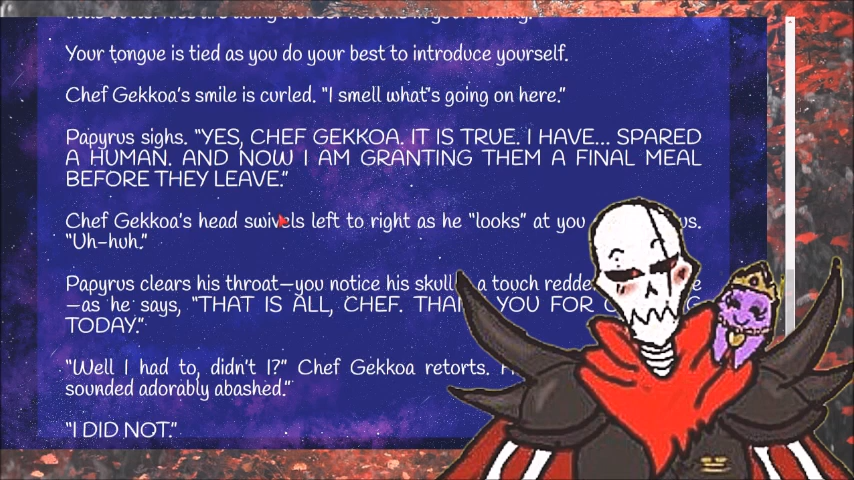 Your tongue is tied as you do your best to introduce yourself.
Chef Gekkoa's smile is curled. "I smell what's going on here."
Papyrus sighs. "YES, CHEF GEKKOA. IT IS TRUE. I HAVE... SPARED
A HUMAN. AND NOW I AM GRANTING THEM A FINAL MEAL
BEFORE THEY LEAVE."
Chef Gekkoa's head swivels left to right as he "looks" at you
"Uh-huh."
Papyrus clears his throat—you notice his skull a touch
—as he says, "THAT IS ALL, CHEF. YOU FOR
TODAY."
"Well I had to, didn't I?" Chef Gekkoa retorts.
sounded adorably abashed."
"I DID NOT."